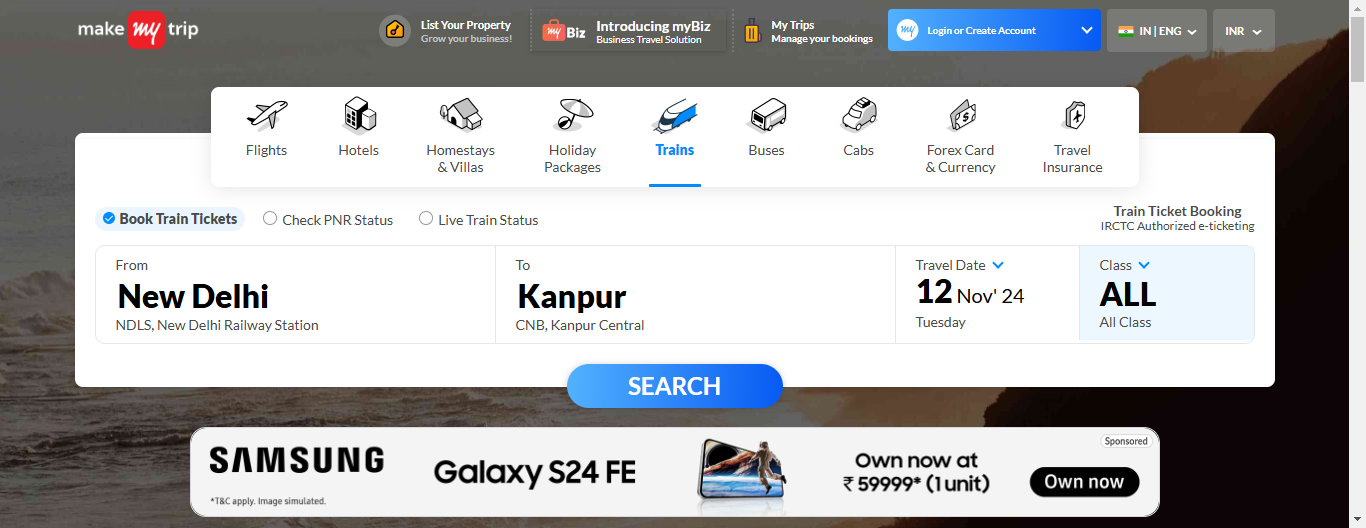 make my trip
List Your Property
Grow your business!
my Biz
Introducing myBiz
Business Travel Solution
My Trips
Manage your bookings
my
Login or Create Account
IN | ENG
INR
Flights
Hotels
Homestays
& Villas
Holiday
Packages
Trains
Buses
Cabs
Forex Card
& Currency
Travel
Insurance
Book Train Tickets
Check PNR Status
Live Train Status
Train Ticket Booking
IRCTC Authorized e-ticketing
From
New Delhi
NDLS, New Delhi Railway Station
To
Kanpur
CNB, Kanpur Central
Travel Date
12 Nov' 24
Tuesday
Class
ALL
All Class
SEARCH
SAMSUNG
*T&C apply. Image simulated.
Galaxy S24 FE
Own now at
₹ 59999* (1 unit)
Sponsored
Own now